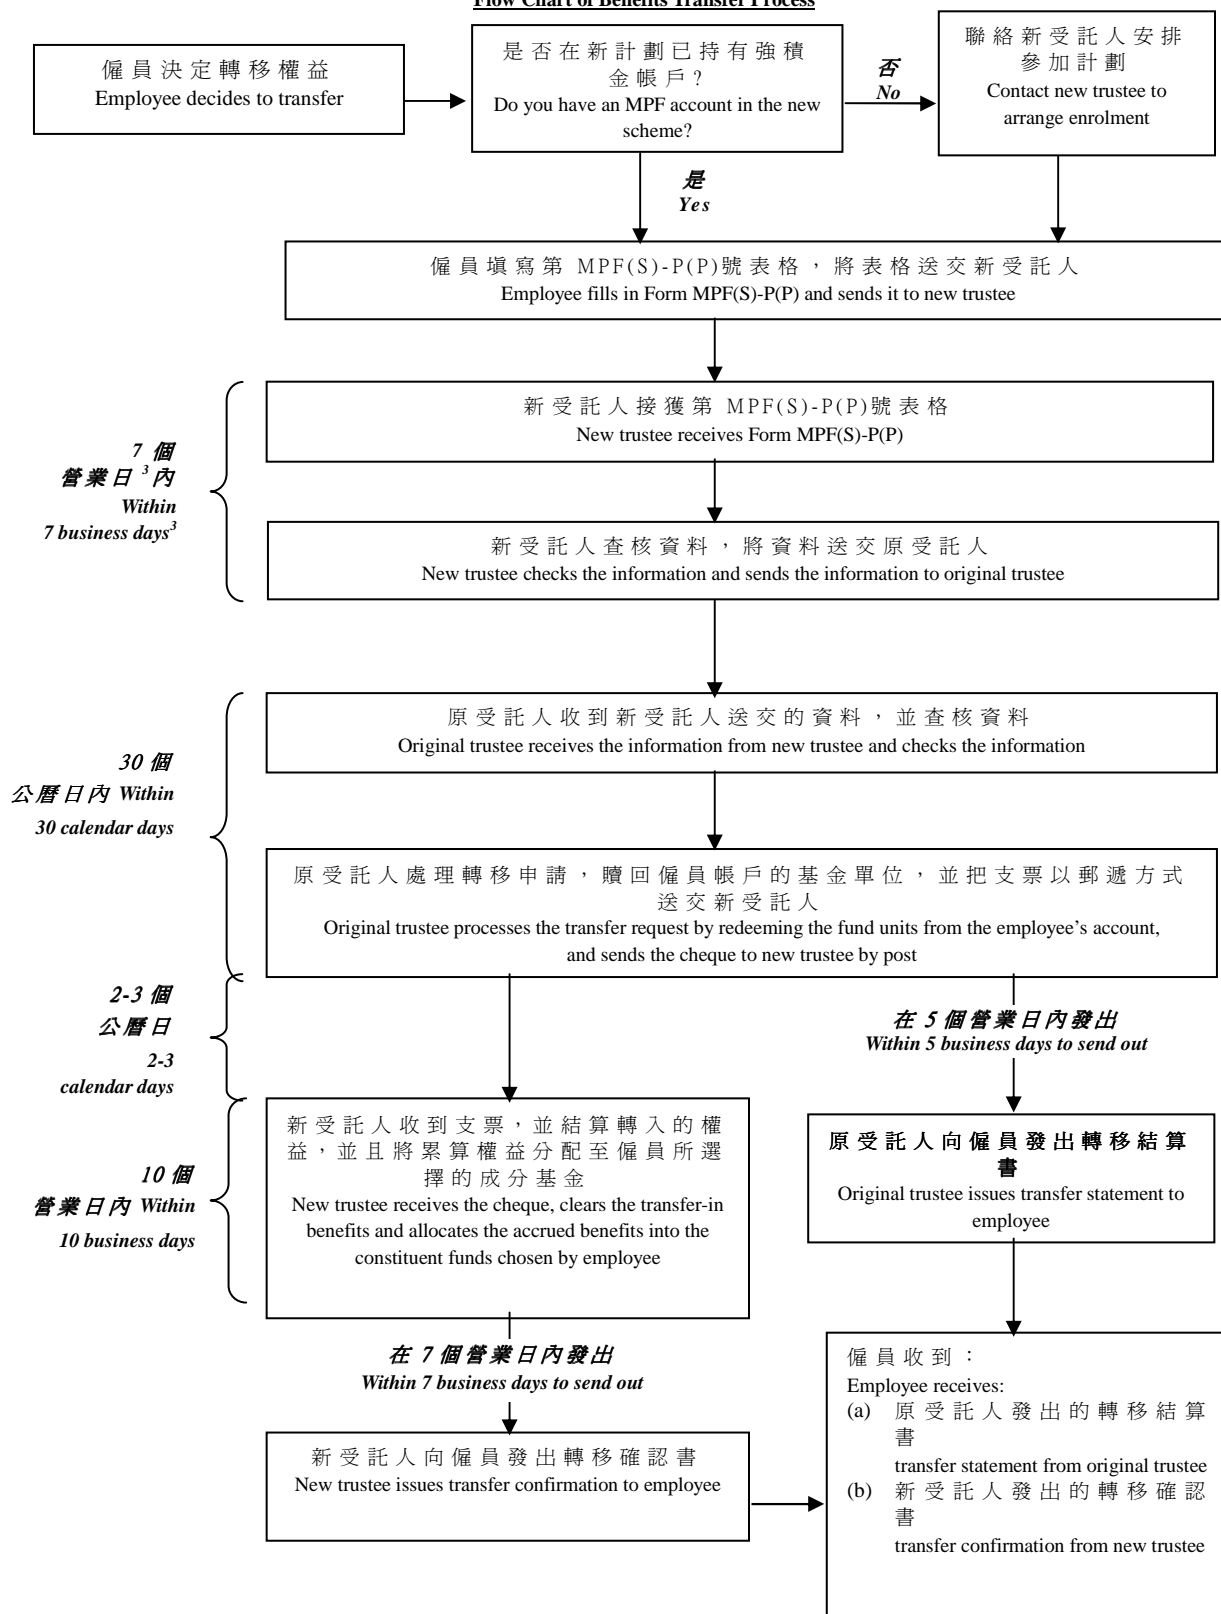 Flow Chart of Benefits Transfer Process
僱員決定轉移權益
Employee decides to transfer
是否在新計劃已持有強積
金帳戶?
Do you have an MPF account in the new
scheme?
否
No
聯絡新受託人安排
參加計劃
Contact new trustee to
arrange enrolment
是
Yes
僱員填寫第 MPF(S)-P(P)號表格，將表格送交新受託人
Employee fills in Form MPF(S)-P(P) and sends it to new trustee
7 個
營業日³內
Within
7 business days³
新受託人接獲第 MPF(S)-P(P)號表格
New trustee receives Form MPF(S)-P(P)
新受託人查核資料，將資料送交原受託人
New trustee checks the information and sends the information to original trustee
30 個
公曆日內 Within
30 calendar days
原受託人收到新受託人送交的資料，並查核資料
Original trustee receives the information from new trustee and checks the information
原受託人處理轉移申請，贖回僱員帳戶的基金單位，並把支票以郵遞方式
送交新受託人
Original trustee processes the transfer request by redeeming the fund units from the employee's account,
and sends the cheque to new trustee by post
2-3 個
公曆日
2-3
calendar days
在 5 個營業日內發出
Within 5 business days to send out
10 個
營業日內 Within
10 business days
新受託人收到支票，並結算轉入的權
益，並且將累算權益分配至僱員所選
擇的成分基金
New trustee receives the cheque, clears the transfer-in
benefits and allocates the accrued benefits into the
constituent funds chosen by employee
原受託人向僱員發出轉移結算
書
Original trustee issues transfer statement to
employee
在 7 個營業日內發出
Within 7 business days to send out
新受託人向僱員發出轉移確認書
New trustee issues transfer confirmation to employee
僱員收到：
Employee receives:
(a) 原受託人發出的轉移結算
書
transfer statement from original trustee
(b) 新受託人發出的轉移確認
書
transfer confirmation from new trustee